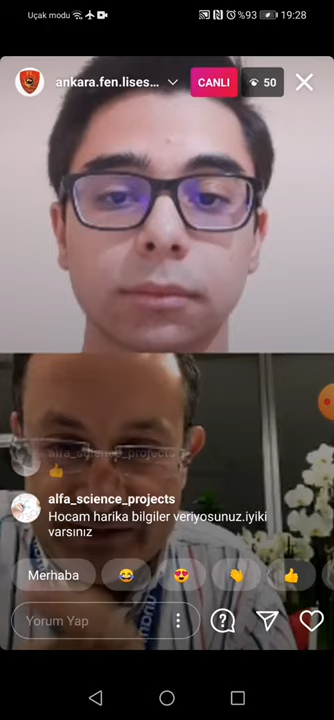 Uçak modu %93 19:28
ankara.fen.lises... CANLI 50
alfa_science_projects
alfa_science_projects
Hocam harika bilgiler veriyosunuz.iyiki
varsınız
Merhaba
Yorum Yap